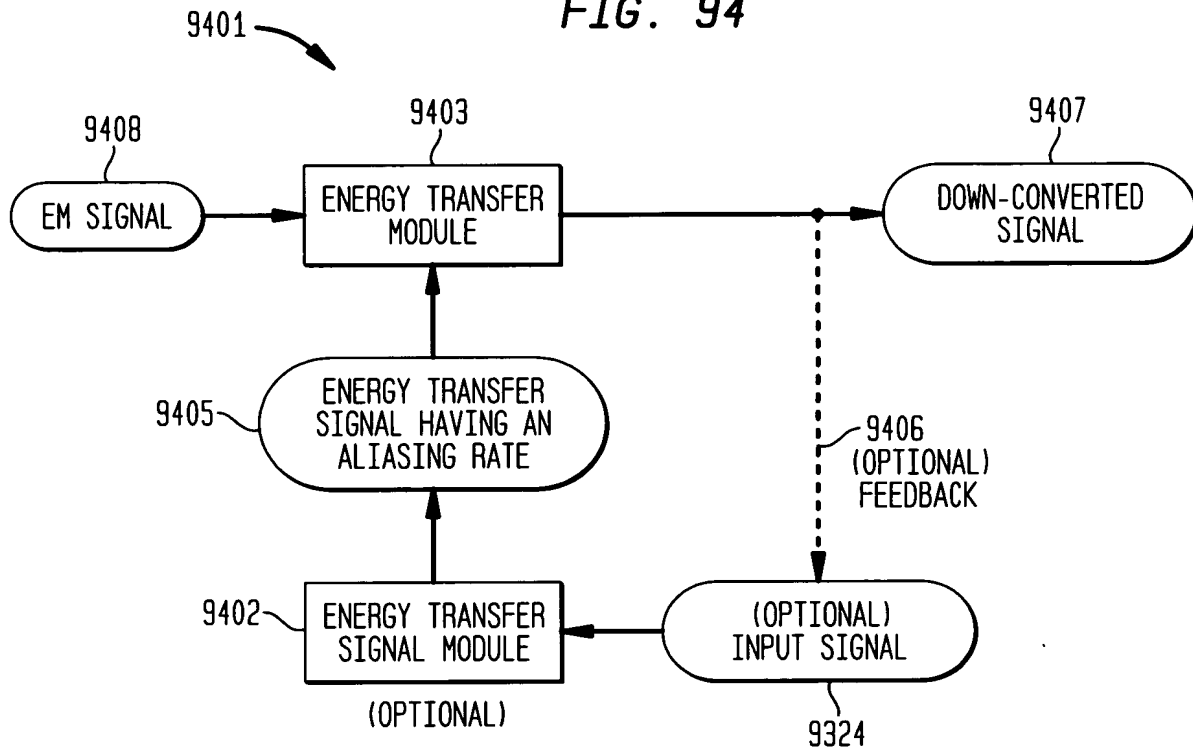 FIG. 94
9401
9408
EM SIGNAL
9403
ENERGY TRANSFER
MODULE
9407
DOWN-CONVERTED
SIGNAL
9405
ENERGY TRANSFER
SIGNAL HAVING AN
ALIASING RATE
9406
(OPTIONAL)
FEEDBACK
9402
ENERGY TRANSFER
SIGNAL MODULE
(OPTIONAL)
(OPTIONAL)
INPUT SIGNAL
9324